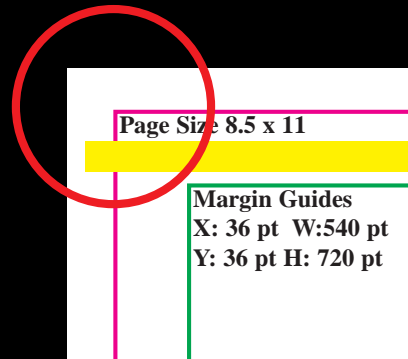 Page Size 8.5 x 11
Margin Guides
X: 36 pt  W:540 pt
Y: 36 pt H: 720 pt